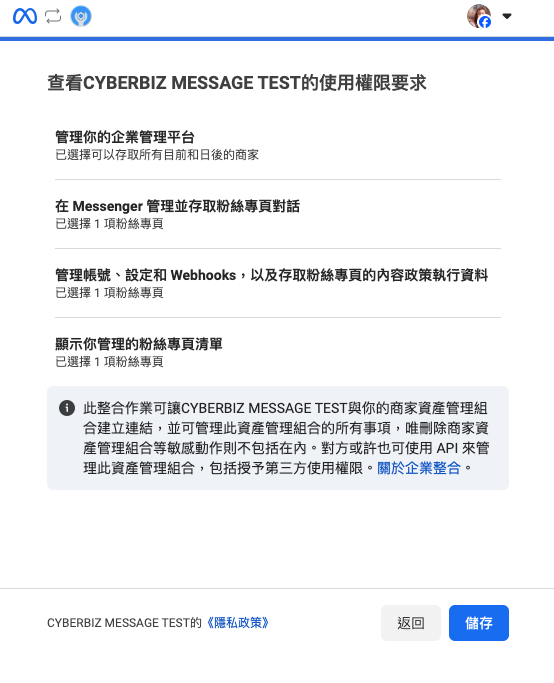 查看CYBERBIZ MESSAGE TEST的使用權限要求
管理你的企業管理平台
已選擇可以存取所有目前和日後的商家
在 Messenger 管理並存取粉絲專頁對話
已選擇 1 項粉絲專頁
管理帳號、設定和 Webhooks，以及存取粉絲專頁的內容政策執行資料
已選擇 1 項粉絲專頁
顯示你管理的粉絲專頁清單
已選擇 1 項粉絲專頁
此整合作業可讓CYBERBIZ MESSAGE TEST與你的商家資產管理組
合建立連結，並可管理此資產管理組合的所有事項，唯刪除商家資
產管理組合等敏感動作則不包括在內。對方或許也可使用 API 來管
理此資產管理組合，包括授予第三方使用權限。關於企業整合。
CYBERBIZ MESSAGE TEST的《隱私政策》
返回
儲存